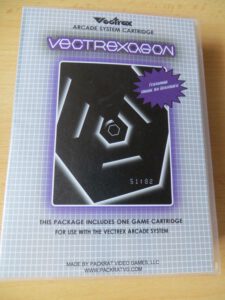 Vectrex
ARCADE SYSTEM CARTRIDGE
VECTREXAGON
51:82
THIS PACKAGE INCLUDES ONE GAME CARTRIDGE
FOR USE WITH THE VECTREX ARCADE SYSTEM
MADE BY PACKRAT VIDEO GAMES, LLC
WWW.PACKRATVG.COM